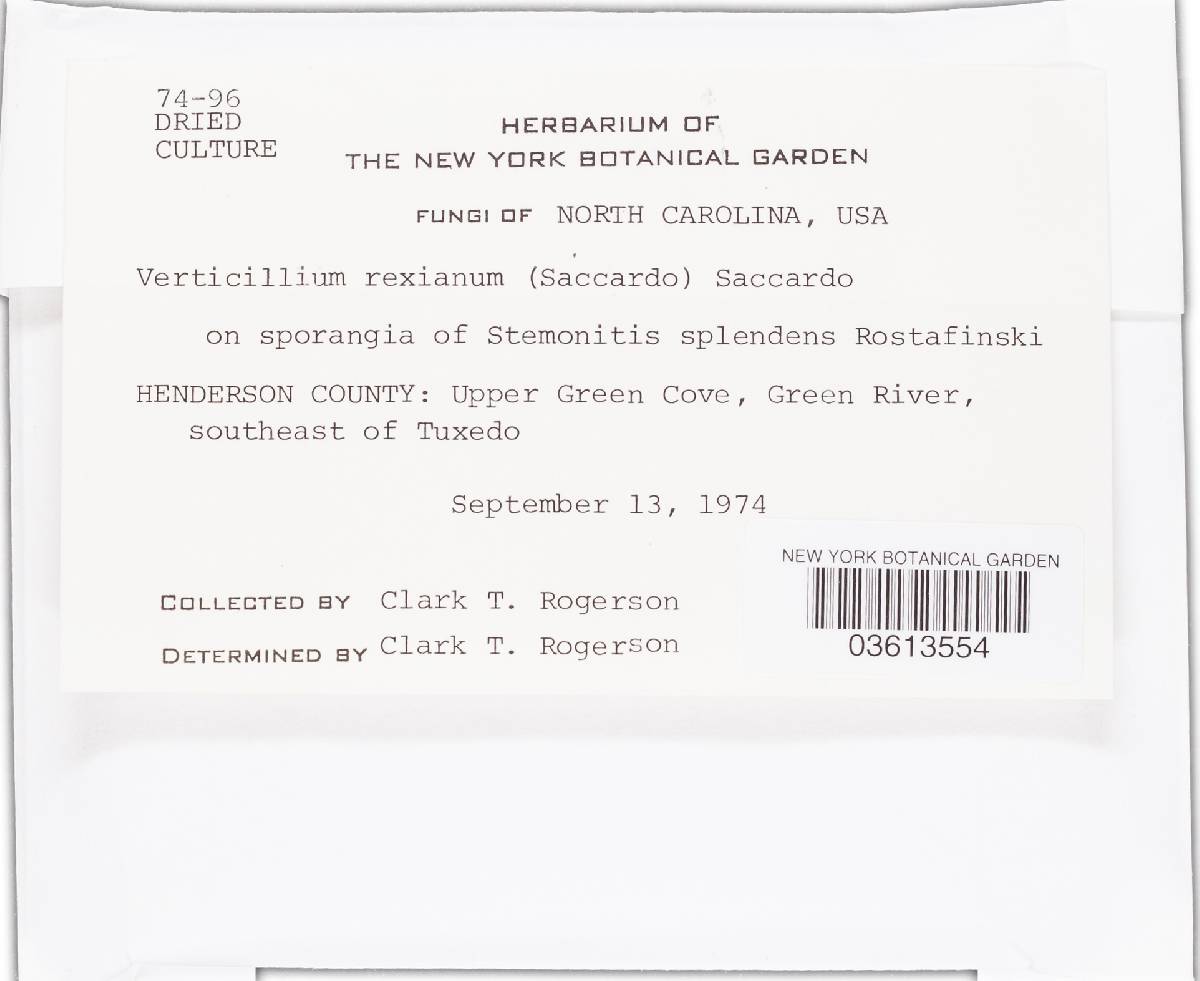 74-96
DRIED
CULTURE
HERBARIUM OF
THE NEW YORK BOTANICAL GARDEN
FUNGI OF NORTH CAROLINA, USA
Verticillium rexianum (Saccardo) Saccardo
on sporangia of Stemonitis splendens Rostafinski
HENDERSON COUNTY: Upper Green Cove, Green River,
southeast of Tuxedo
September 13, 1974
NEW YORK BOTANICAL GARDEN
03613554
COLLECTED BY Clark T. Rogerson
DETERMINED BY Clark T. Rogerson